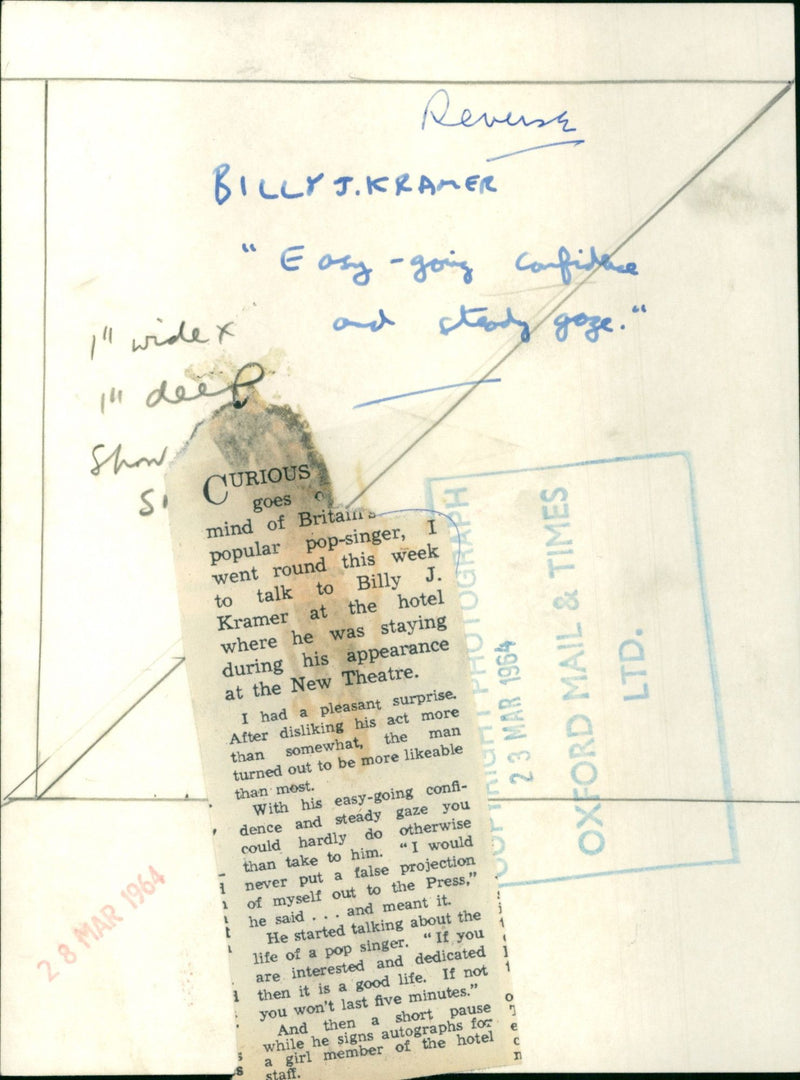 Reverse
BILLY J. KRAMER
"Easy-going confidence
and steady gaze."
1" wide x
1" deep
Show
CURIOUS
goes
mind of Britain's
popular pop-singer, I
went round this week
to talk to Billy J.
Kramer at the hotel
where he was staying
during his appearance
at the New Theatre.
I had a pleasant surprise.
After disliking his act more
than somewhat, the man
turned out to be more likeable
than most.
With his easy-going confi-
dence and steady gaze you
could hardly do otherwise
than take to him. "I would
never put a false projection
of myself out to the Press,"
he said . . . and meant it.
He started talking about the
life of a pop singer. "If you
are interested and dedicated
then it is a good life. If not
you won't last five minutes."
And then a short pause
while he signs autographs for
a girl member of the hotel
staff.
COPYRIGHT PHOTOGRAPH
23 MAR 1964
OXFORD MAIL & TIMES
LTD.
28 MAR 1964